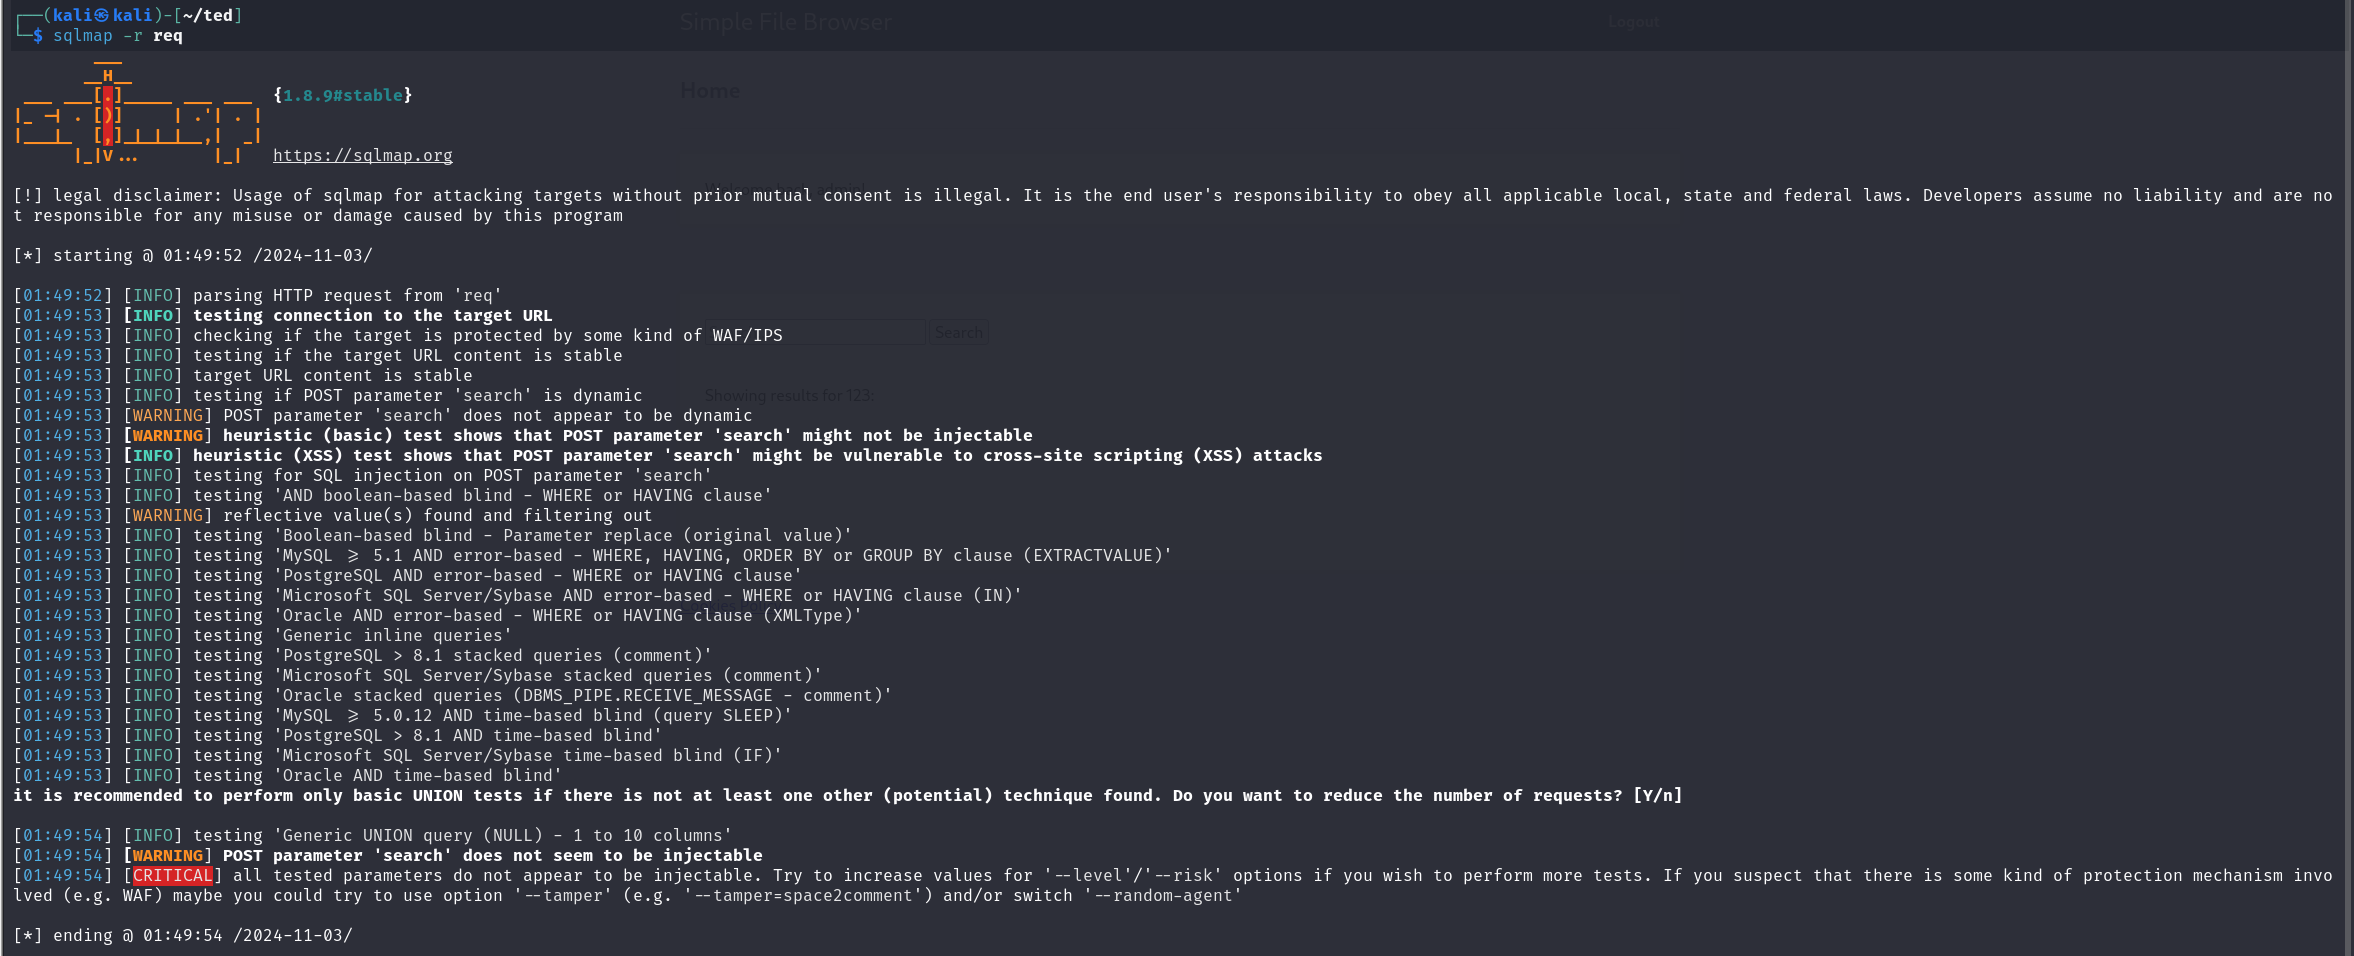 ┌──(kali㉿kali)-[~/ted]
└─$ sqlmap -r req
        ___
       __H__
 ___ ___[.]_____ ___ ___  {1.8.9#stable}
|_ -| . [)]     | .'| . |
|___|_  [,]_|_|_|__,|  _|
      |_|V...       |_|   https://sqlmap.org
[!] legal disclaimer: Usage of sqlmap for attacking targets without prior mutual consent is illegal. It is the end user's responsibility to obey all applicable local, state and federal laws. Developers assume no liability and are no
t responsible for any misuse or damage caused by this program
[*] starting @ 01:49:52 /2024-11-03/
[01:49:52] [INFO] parsing HTTP request from 'req'
[01:49:53] [INFO] testing connection to the target URL
[01:49:53] [INFO] checking if the target is protected by some kind of WAF/IPS
[01:49:53] [INFO] testing if the target URL content is stable
[01:49:53] [INFO] target URL content is stable
[01:49:53] [INFO] testing if POST parameter 'search' is dynamic
[01:49:53] [WARNING] POST parameter 'search' does not appear to be dynamic
[01:49:53] [WARNING] heuristic (basic) test shows that POST parameter 'search' might not be injectable
[01:49:53] [INFO] heuristic (XSS) test shows that POST parameter 'search' might be vulnerable to cross-site scripting (XSS) attacks
[01:49:53] [INFO] testing for SQL injection on POST parameter 'search'
[01:49:53] [INFO] testing 'AND boolean-based blind - WHERE or HAVING clause'
[01:49:53] [WARNING] reflective value(s) found and filtering out
[01:49:53] [INFO] testing 'Boolean-based blind - Parameter replace (original value)'
[01:49:53] [INFO] testing 'MySQL >= 5.1 AND error-based - WHERE, HAVING, ORDER BY or GROUP BY clause (EXTRACTVALUE)'
[01:49:53] [INFO] testing 'PostgreSQL AND error-based - WHERE or HAVING clause'
[01:49:53] [INFO] testing 'Microsoft SQL Server/Sybase AND error-based - WHERE or HAVING clause (IN)'
[01:49:53] [INFO] testing 'Oracle AND error-based - WHERE or HAVING clause (XMLType)'
[01:49:53] [INFO] testing 'Generic inline queries'
[01:49:53] [INFO] testing 'PostgreSQL > 8.1 stacked queries (comment)'
[01:49:53] [INFO] testing 'Microsoft SQL Server/Sybase stacked queries (comment)'
[01:49:53] [INFO] testing 'Oracle stacked queries (DBMS_PIPE.RECEIVE_MESSAGE - comment)'
[01:49:53] [INFO] testing 'MySQL >= 5.0.12 AND time-based blind (query SLEEP)'
[01:49:53] [INFO] testing 'PostgreSQL > 8.1 AND time-based blind'
[01:49:53] [INFO] testing 'Microsoft SQL Server/Sybase time-based blind (IF)'
[01:49:53] [INFO] testing 'Oracle AND time-based blind'
it is recommended to perform only basic UNION tests if there is not at least one other (potential) technique found. Do you want to reduce the number of requests? [Y/n]
[01:49:54] [INFO] testing 'Generic UNION query (NULL) - 1 to 10 columns'
[01:49:54] [WARNING] POST parameter 'search' does not seem to be injectable
[01:49:54] [CRITICAL] all tested parameters do not appear to be injectable. Try to increase values for '--level'/'--risk' options if you wish to perform more tests. If you suspect that there is some kind of protection mechanism invo
lved (e.g. WAF) maybe you could try to use option '--tamper' (e.g. '--tamper=space2comment') and/or switch '--random-agent'
[*] ending @ 01:49:54 /2024-11-03/
Simple File Browser
Logout
Home
Search
Showing results for 123: